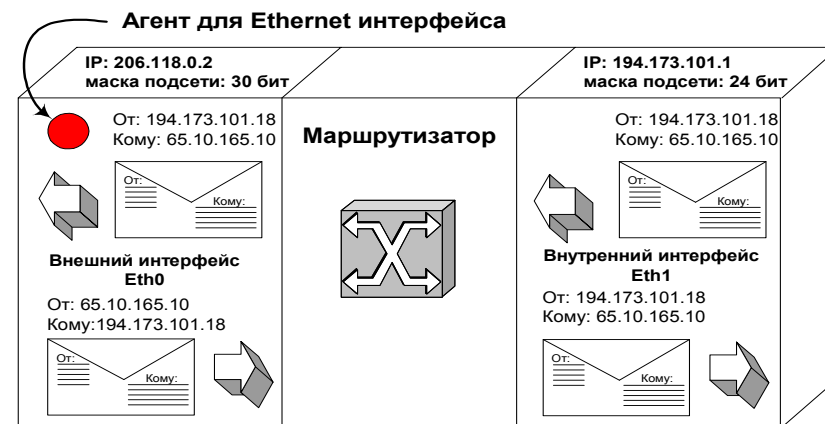 Агент для Ethernet интерфейса
IP: 206.118.0.2
маска подсети: 30 бит
От: 194.173.101.18
Кому: 65.10.165.10
От:
Кому:
Внешний интерфейс
Eth0
От: 65.10.165.10
Кому:194.173.101.18
От:
Кому:
Маршрутизатор
IP: 194.173.101.1
маска подсети: 24 бит
От: 194.173.101.18
Кому: 65.10.165.10
От:
Кому:
Внутренний интерфейс
Eth1
От: 194.173.101.18
Кому: 65.10.165.10
От:
Кому: